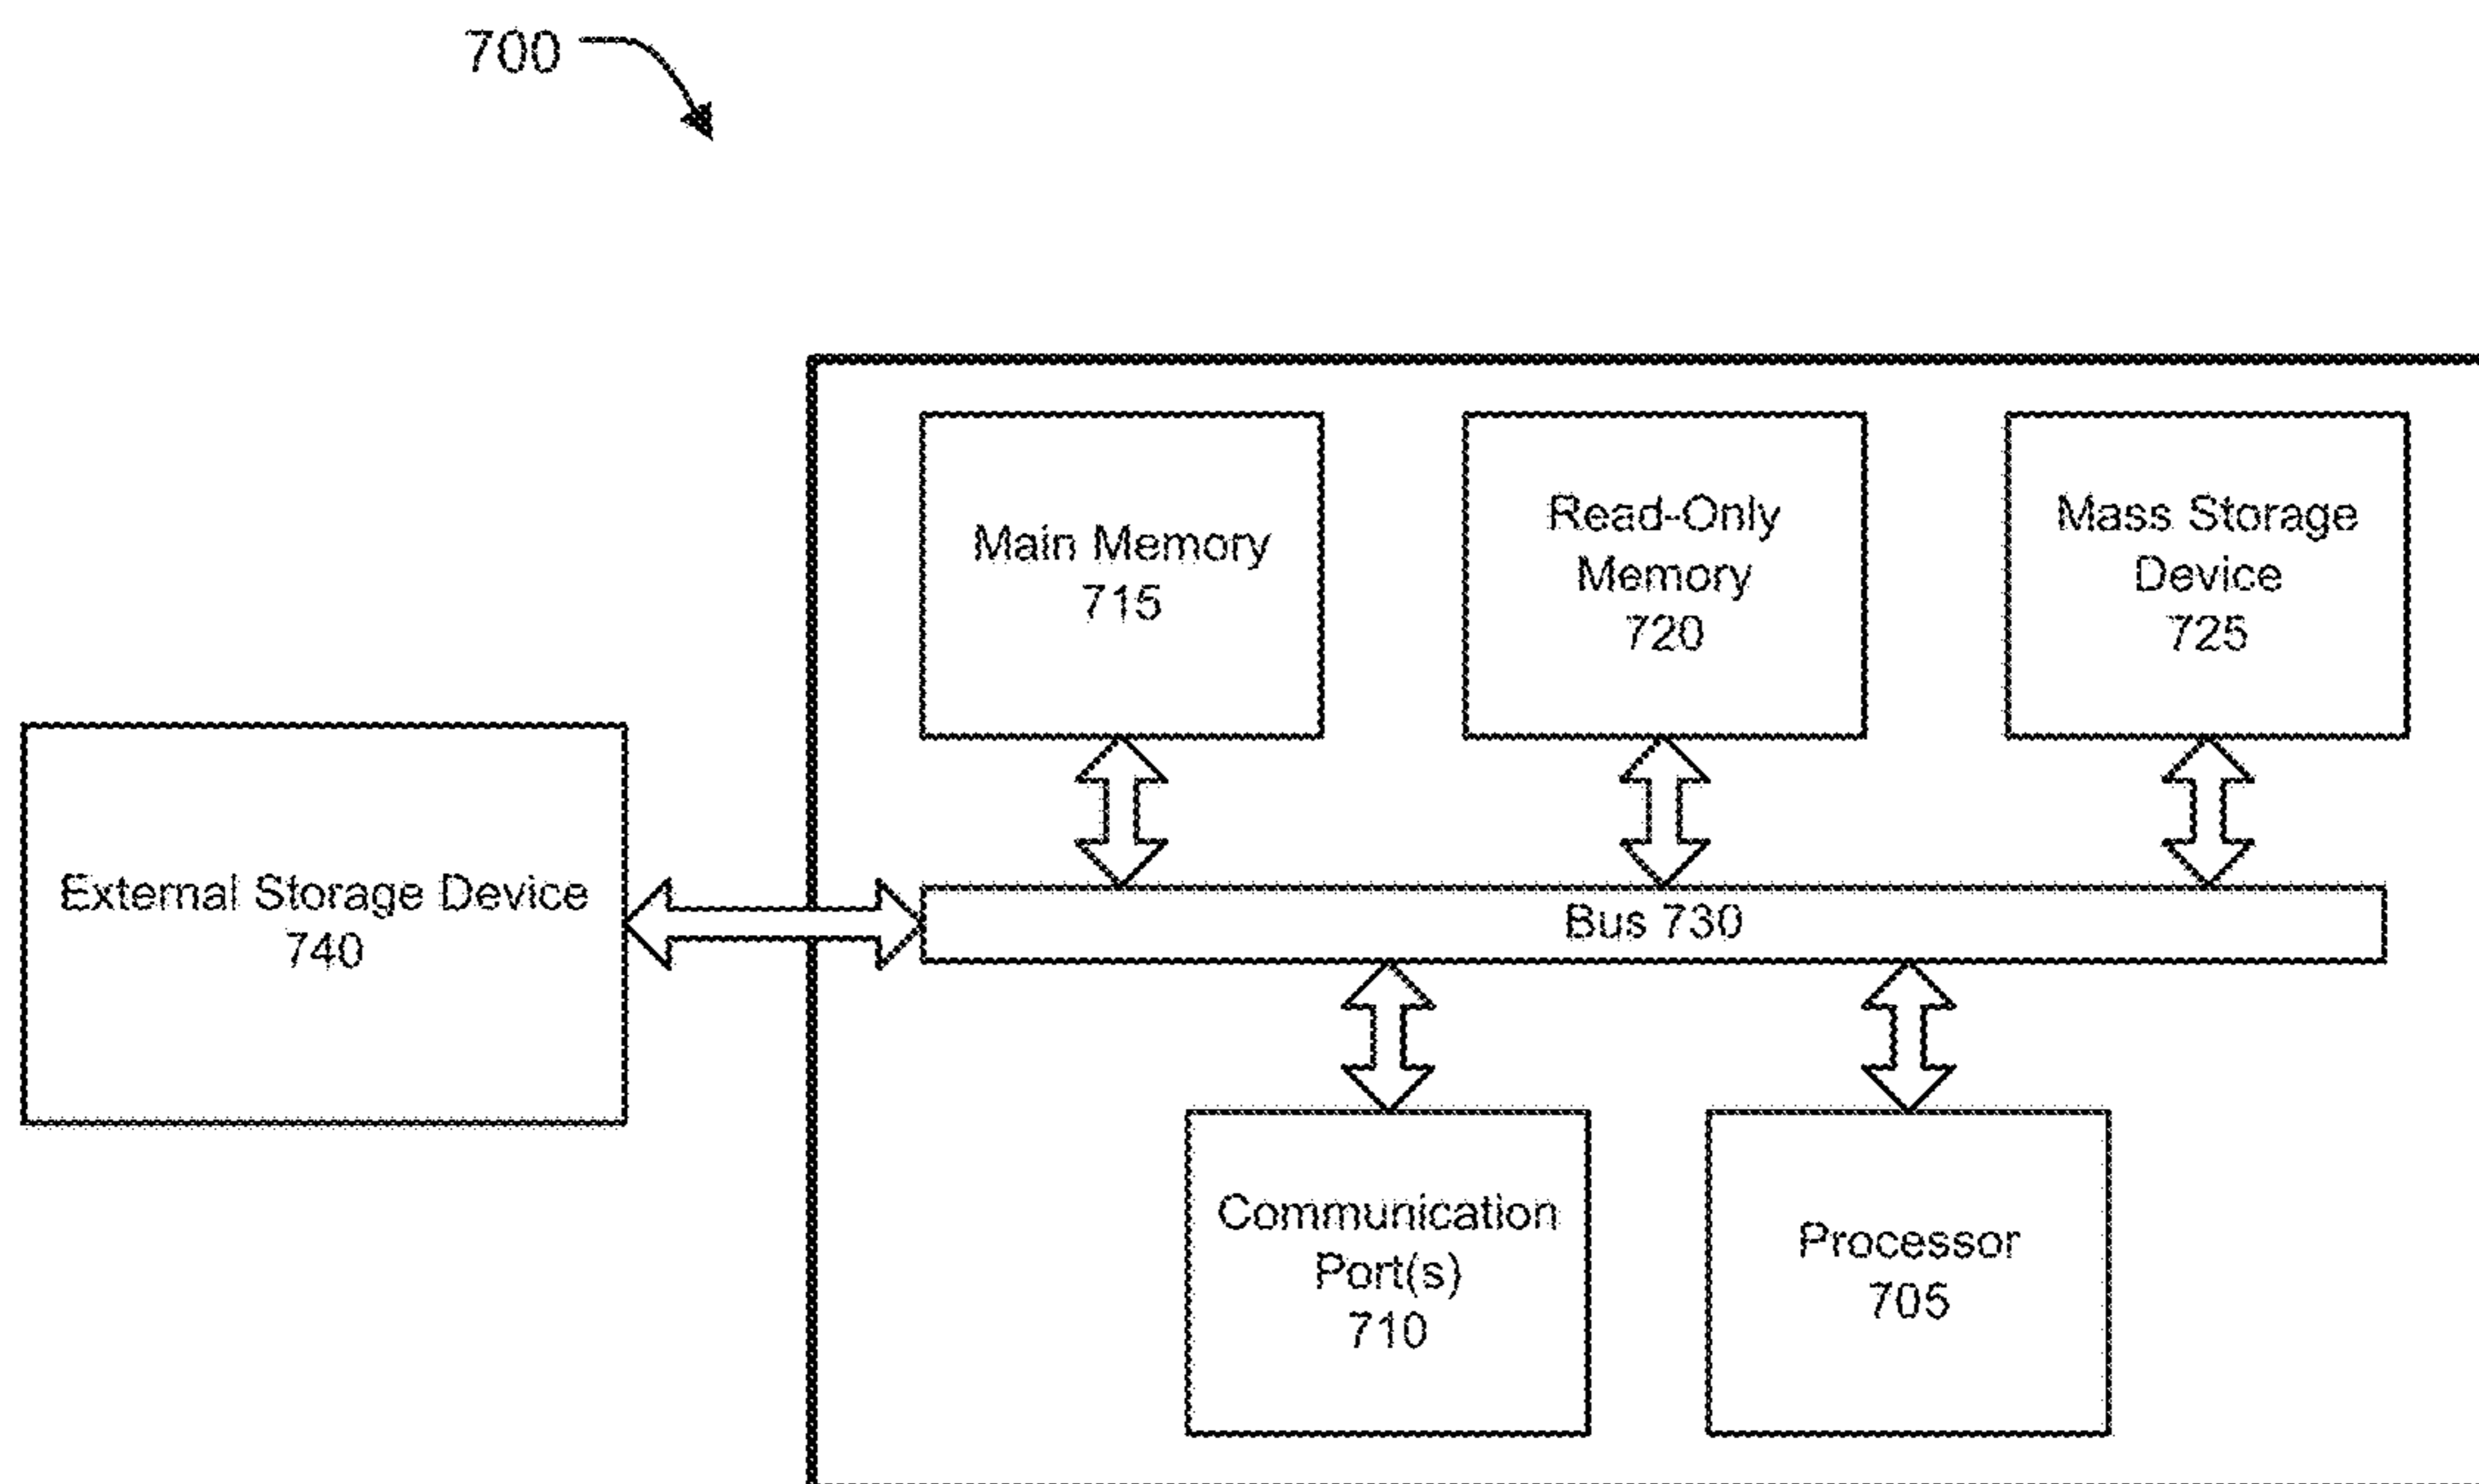 700
Main Memory
715
Read-Only
Memory
720
Mass Storage
Device
725
External Storage Device
740
Bus 730
Communication
Port(s)
710
Processor
705